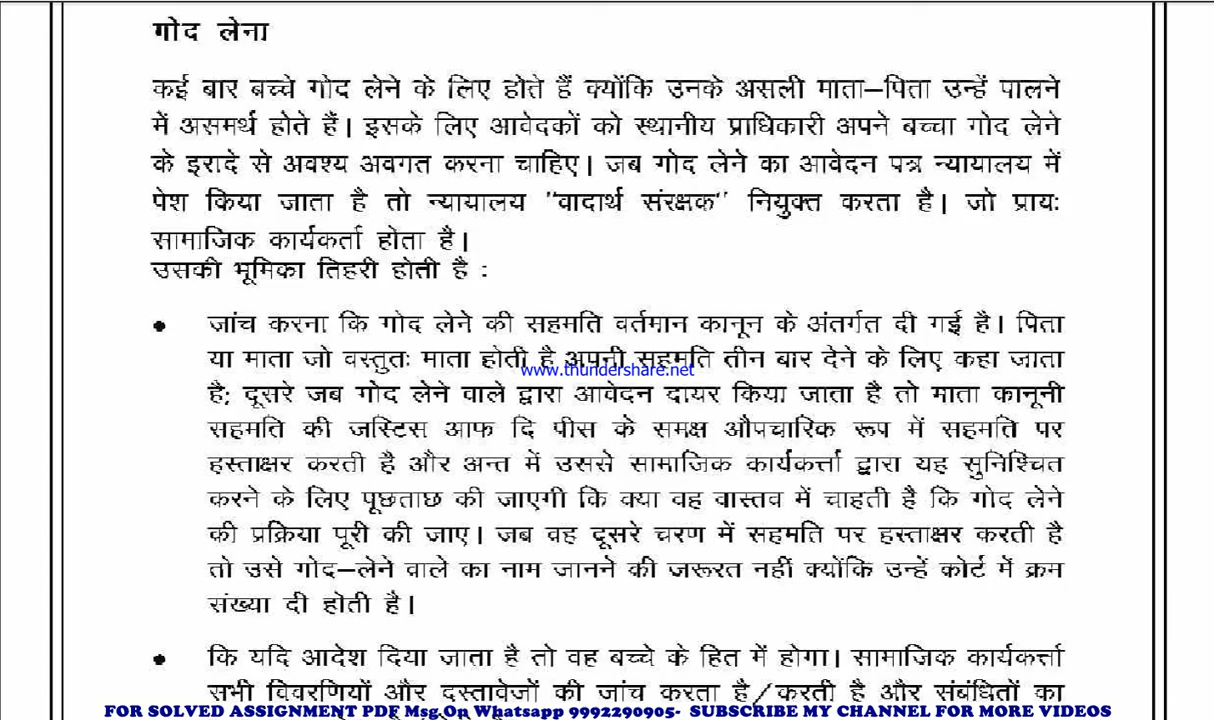 गोद लेना
कई बार बच्चे गोद लेने के लिए होते हैं क्योंकि उनके असली माता–पिता उन्हें पालने
में असमर्थ होते हैं। इसके लिए आवेदकों को स्थानीय प्राधिकारी अपने बच्चा गोद लेने
के इरादे से अवश्य अवगत करना चाहिए। जब गोद लेने का आवेदन पत्र न्यायालय में
पेश किया जाता है तो न्यायालय "वादार्थ संरक्षक" नियुक्त करता है। जो प्रायः
सामाजिक कार्यकर्ता होता है।
उसकी भूमिका तिहरी होती है :
• जांच करना कि गोद लेने की सहमति वर्तमान कानून के अंतर्गत दी गई है। पिता
या माता जो वस्तुतः माता होती है अपनी सहमति तीन बार देने के लिए कहा जाता
www.thundershare.net
है; दूसरे जब गोद लेने वाले द्वारा आवेदन दायर किया जाता है तो माता कानूनी
सहमति की जस्टिस आफ दि पीस के समक्ष औपचारिक रूप में सहमति पर
हस्ताक्षर करती है और अन्त में उससे सामाजिक कार्यकर्त्ता द्वारा यह सुनिश्चित
करने के लिए पूछताछ की जाएगी कि क्या वह वास्तव में चाहती है कि गोद लेने
की प्रक्रिया पूरी की जाए। जब वह दूसरे चरण में सहमति पर हस्ताक्षर करती है
तो उसे गोद–लेने वाले का नाम जानने की जरूरत नहीं क्योंकि उन्हें कोर्ट में क्रम
संख्या दी होती है।
• कि यदि आदेश दिया जाता है तो वह बच्चे के हित में होगा। सामाजिक कार्यकर्त्ता
सभी विवरणियों और दस्तावेजों की जांच करता है/करती है और संबंधितों का
FOR SOLVED ASSIGNMENT PDF Msg.On Whatsapp 9992290905- SUBSCRIBE MY CHANNEL FOR MORE VIDEOS